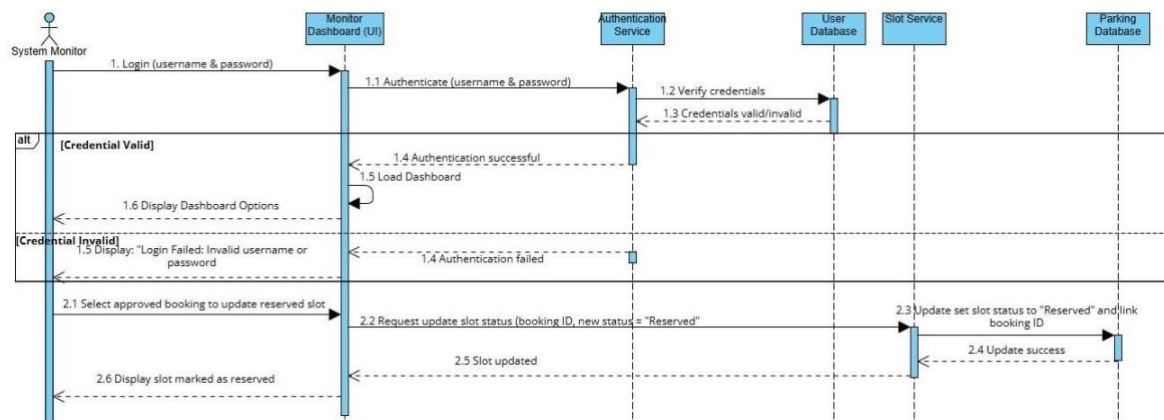 System Monitor
Monitor
Dashboard (UI)
Authentication
Service
User
Database
Slot Service
Parking
Database
1. Login (username & password)
1.1 Authenticate (username & password)
1.2 Verify credentials
1.3 Credentials valid/invalid
alt
[Credential Valid)
1.4 Authentication successful
1.5 Load Dashboard
1.6 Display Dashboard Options
[Credential Invalid]
1.5 Display: "Login Failed: Invalid username or
password
1.4 Authentication failed
2.1 Select approved booking to update reserved slot
2.2 Request update slot status (booking ID, new status = "Reserved"
2.3 Update set slot status to "Reserved" and link
booking ID
2.4 Update success
2.5 Slot updated
2.6 Display slot marked as reserved